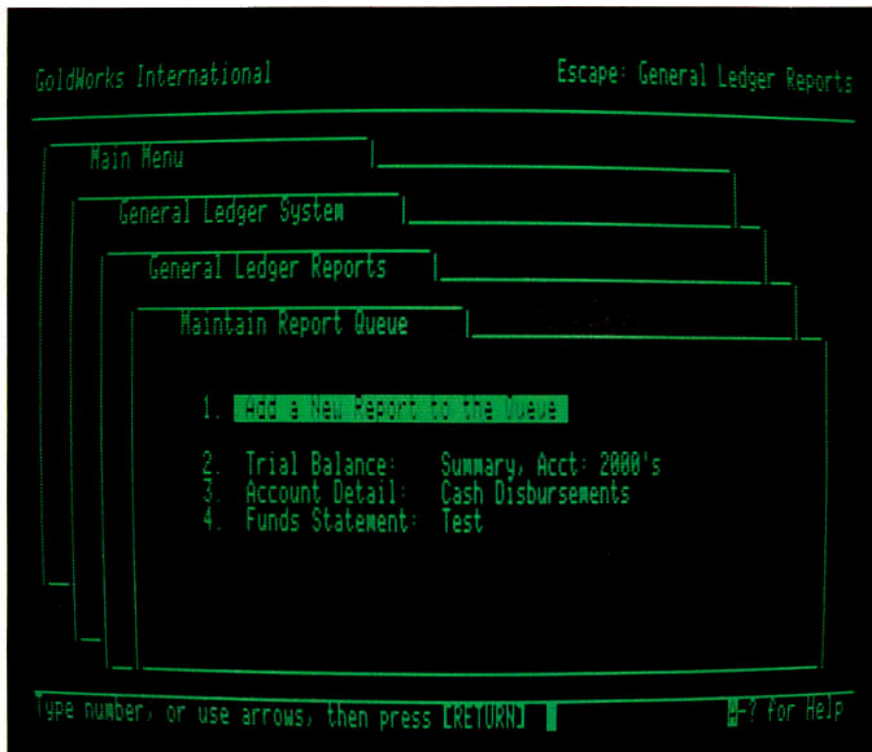 GoldWorks International
Escape: General Ledger Reports
Main Menu
General Ledger System
General Ledger Reports
Maintain Report Queue
1. Add a New Report to the Queue
2. Trial Balance: Summary, Acct: 2000's
3. Account Detail: Cash Disbursements
4. Funds Statement: Test
Type number, or use arrows, then press [RETURN]
-? for Help